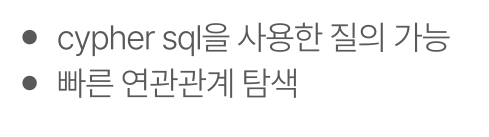 • cypher sql을 사용한 질의 가능
• 빠른 연관관계 탐색